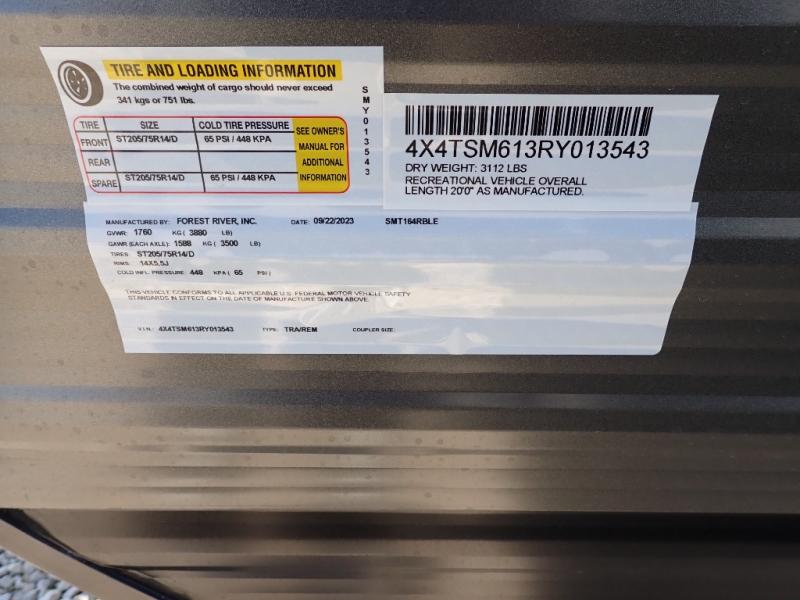 TIRE AND LOADING INFORMATION
The combined weight of cargo should never exceed
341 kgs or 751 lbs.
TIRE SIZE COLD TIRE PRESSURE
FRONT ST205/75R14/D 65 PSI / 448 KPA
REAR
SPARE ST205/75R14/D 65 PSI / 448 KPA
SEE OWNER'S
MANUAL FOR
ADDITIONAL
INFORMATION
SMY013543
4X4TSM613RY013543
DRY WEIGHT: 3112 LBS
RECREATIONAL VEHICLE OVERALL
LENGTH 20'0" AS MANUFACTURED.
MANUFACTURED BY: FOREST RIVER, INC. DATE: 09/22/2023 SMT164RBLE
GVWR: 1760 KG ( 3880 LB)
GAWR (EACH AXLE): 1588 KG ( 3500 LB)
TIRES: ST205/75R14/D
RIMS: 14X5.5J
COLD INFL. PRESSURE: 448 KPA ( 65 PSI )
THIS VEHICLE CONFORMS TO ALL APPLICABLE U.S. FEDERAL MOTOR VEHICLE SAFETY
STANDARDS IN EFFECT ON THE DATE OF MANUFACTURE SHOWN ABOVE.
V.I.N.: 4X4TSM613RY013543 TYPE: TRA/REM COUPLER SIZE: